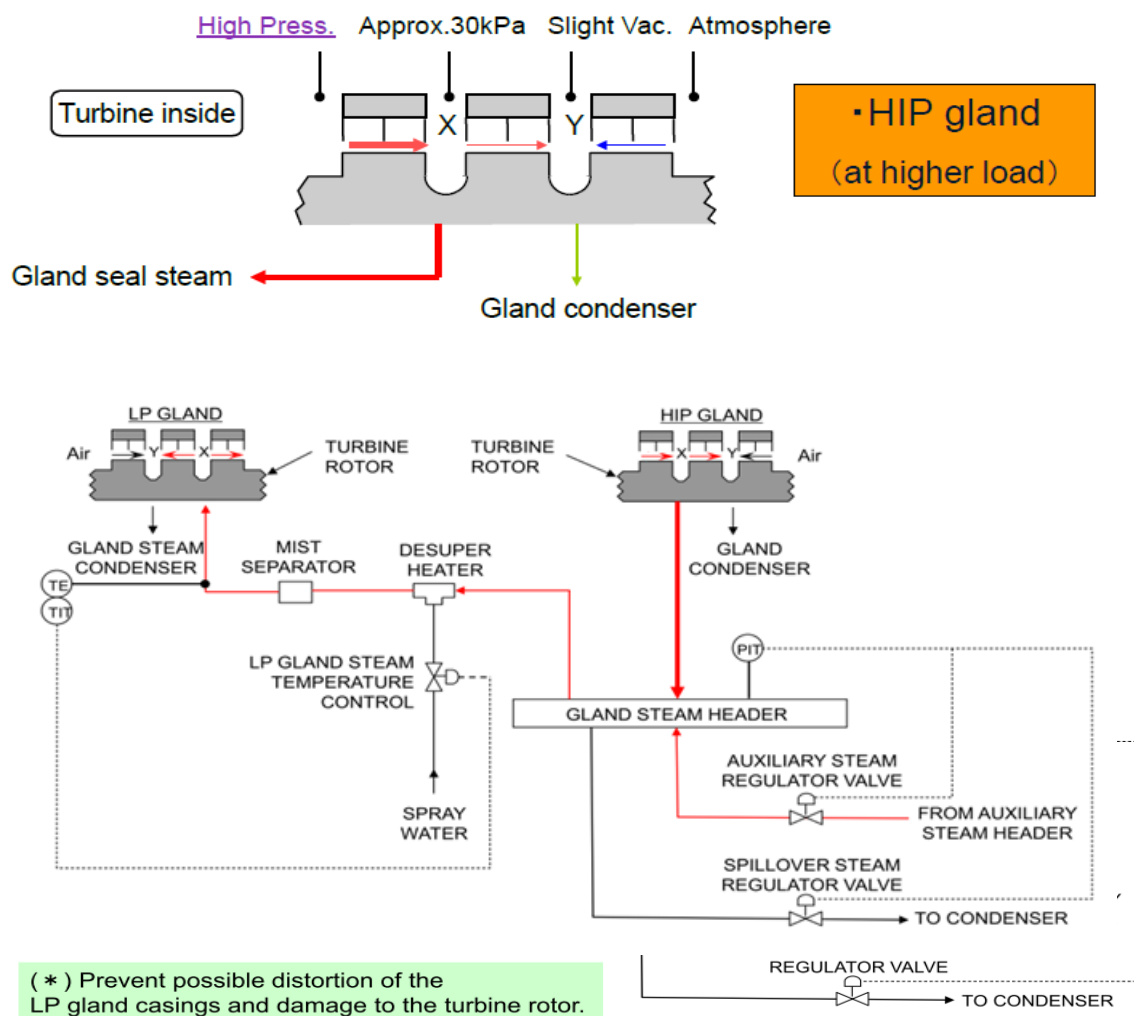 High Press.
Approx.30kPa
Slight Vac.
Atmosphere
Turbine inside
X
Y
・HIP gland
（at higher load）
Gland seal steam
Gland condenser
LP GLAND
HIP GLAND
Air
Y
X
TURBINE
ROTOR
TURBINE
ROTOR
X
Y
Air
GLAND STEAM
CONDENSER
MIST
SEPARATOR
DESUPER
HEATER
GLAND
CONDENSER
TE
TIT
PIT
LP GLAND STEAM
TEMPERATURE
CONTROL
GLAND STEAM HEADER
AUXILIARY STEAM
REGULATOR VALVE
SPRAY
WATER
FROM AUXILIARY
STEAM HEADER
SPILLOVER STEAM
REGULATOR VALVE
TO CONDENSER
(＊) Prevent possible distortion of the
LP gland casings and damage to the turbine rotor.
REGULATOR VALVE
TO CONDENSER